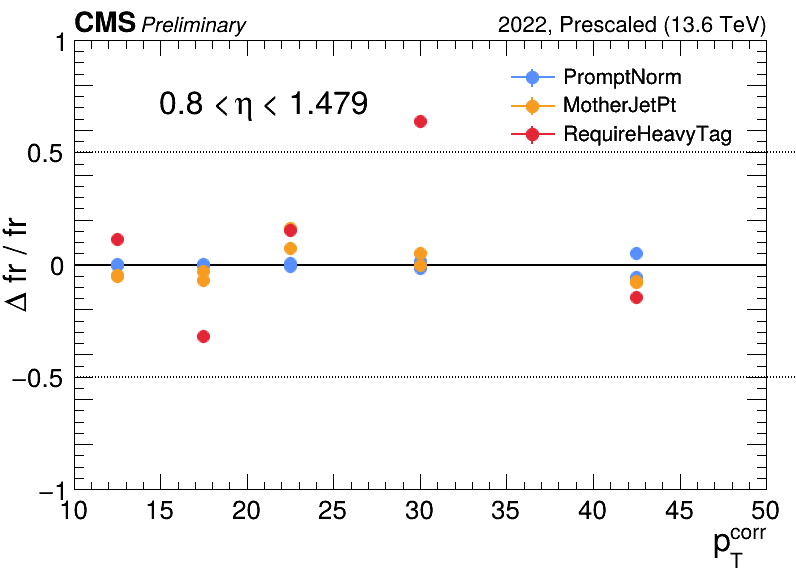 CMS Preliminary 2022, Prescaled (13.6 TeV)
0.8 < η < 1.479
PromptNorm
MotherJetPt
RequireHeavyTag
Δ fr / fr
1
0.5
0
−0.5
−1
10 15 20 25 30 35 40 45 50
p_T^corr